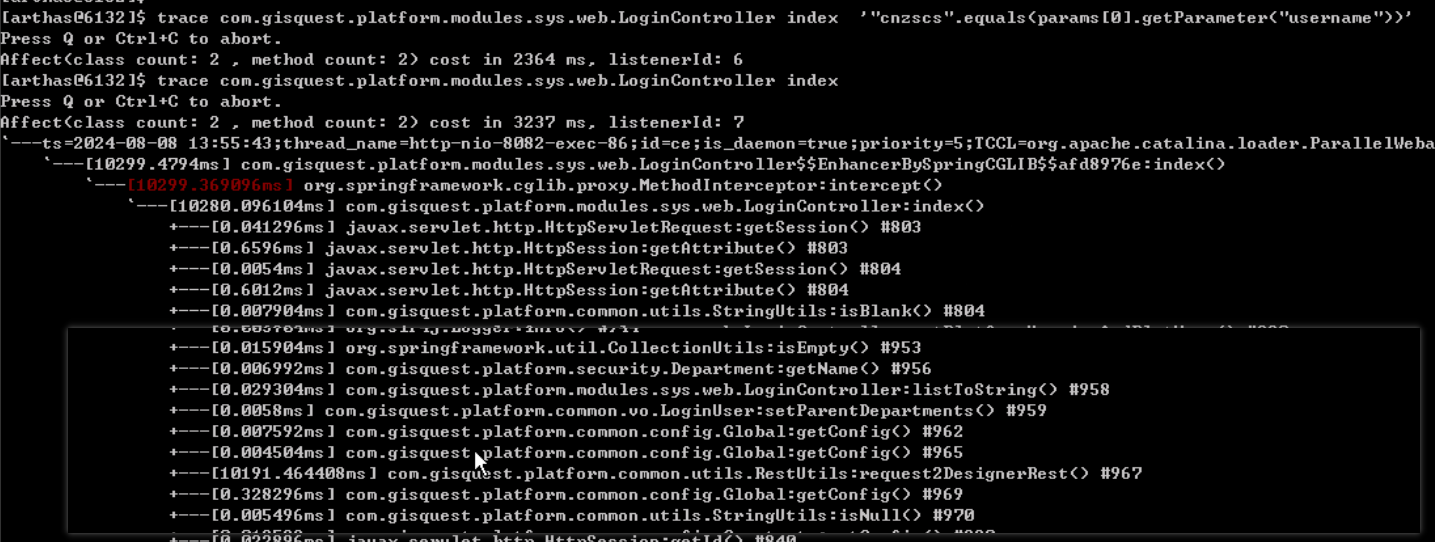 [arthas@6132]$ trace com.gisquest.platform.modules.sys.web.LoginController index  '"cnzscs".equals(params[0].getParameter("username"))'
Press Q or Ctrl+C to abort.
Affect(class count: 2 , method count: 2) cost in 2364 ms, listenerId: 6
[arthas@6132]$ trace com.gisquest.platform.modules.sys.web.LoginController index
Press Q or Ctrl+C to abort.
Affect(class count: 2 , method count: 2) cost in 3237 ms, listenerId: 7
`---ts=2024-08-08 13:55:43;thread_name=http-nio-8082-exec-86;id=ce;is_daemon=true;priority=5;TCCL=org.apache.catalina.loader.ParallelWeba
`---[10299.4794ms] com.gisquest.platform.modules.sys.web.LoginController$$EnhancerBySpringCGLIB$$afd8976e:index()
`---[10299.369096ms] org.springframework.cglib.proxy.MethodInterceptor:intercept()
`---[10280.096104ms] com.gisquest.platform.modules.sys.web.LoginController:index()
+---[0.041296ms] javax.servlet.http.HttpServletRequest:getSession() #803
+---[0.6596ms] javax.servlet.http.HttpSession:getAttribute() #803
+---[0.0054ms] javax.servlet.http.HttpServletRequest:getSession() #804
+---[0.6012ms] javax.servlet.http.HttpSession:getAttribute() #804
+---[0.007904ms] com.gisquest.platform.common.utils.StringUtils:isBlank() #804
+---[0.015904ms] org.springframework.util.CollectionUtils:isEmpty() #953
+---[0.006992ms] com.gisquest.platform.security.Department:getName() #956
+---[0.029304ms] com.gisquest.platform.modules.sys.web.LoginController:listToString() #958
+---[0.0058ms] com.gisquest.platform.common.vo.LoginUser:setParentDepartments() #959
+---[0.007592ms] com.gisquest.platform.common.config.Global:getConfig() #962
+---[0.004504ms] com.gisquest.platform.common.config.Global:getConfig() #965
+---[10191.464408ms] com.gisquest.platform.common.utils.RestUtils:request2DesignerRest() #967
+---[0.328296ms] com.gisquest.platform.common.config.Global:getConfig() #969
+---[0.005496ms] com.gisquest.platform.common.utils.StringUtils:isNull() #970